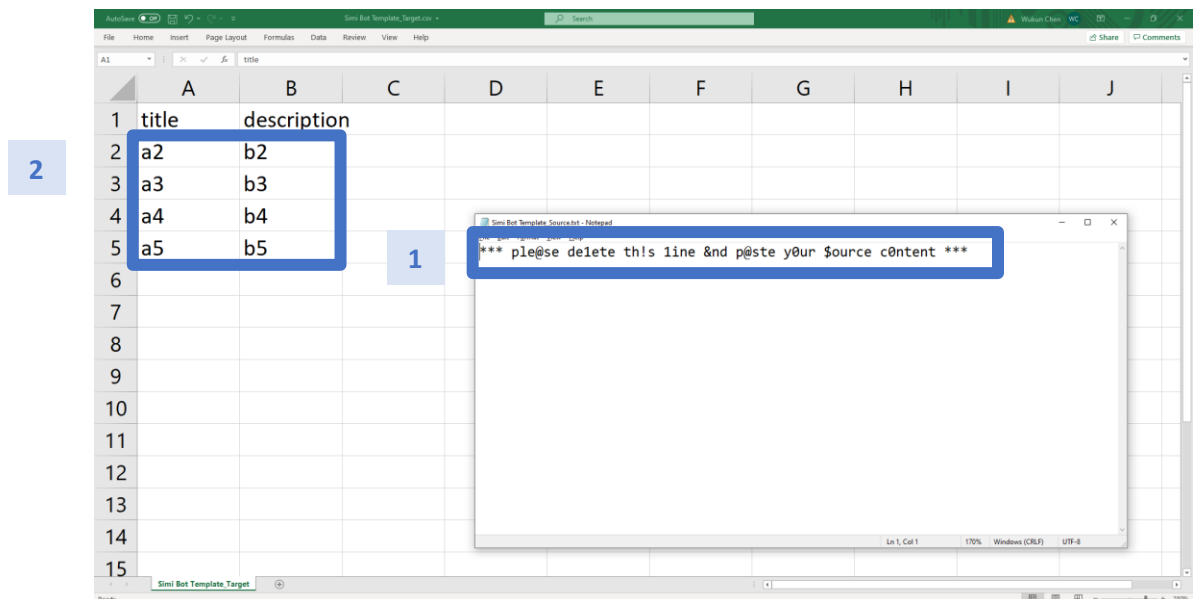 AutoSave Off Simi Bot Template_Target.csv Search Wukun Chen WC
File Home Insert Page Layout Formulas Data Review View Help Share Comments
A1 fx title
A B C D E F G H I J
1 title description
2
2 a2 b2
3 a3 b3
4 a4 b4
Simi Bot Template_Source.txt - Notepad
5 a5 b5
1
*** ple@se de1ete th!s 1ine &nd p@ste y0ur $ource c0ntent ***
6
7
8
9
10
11
12
13
14
Ln 1, Col 1 170% Windows (CRLF) UTF-8
15
Simi Bot Template_Target